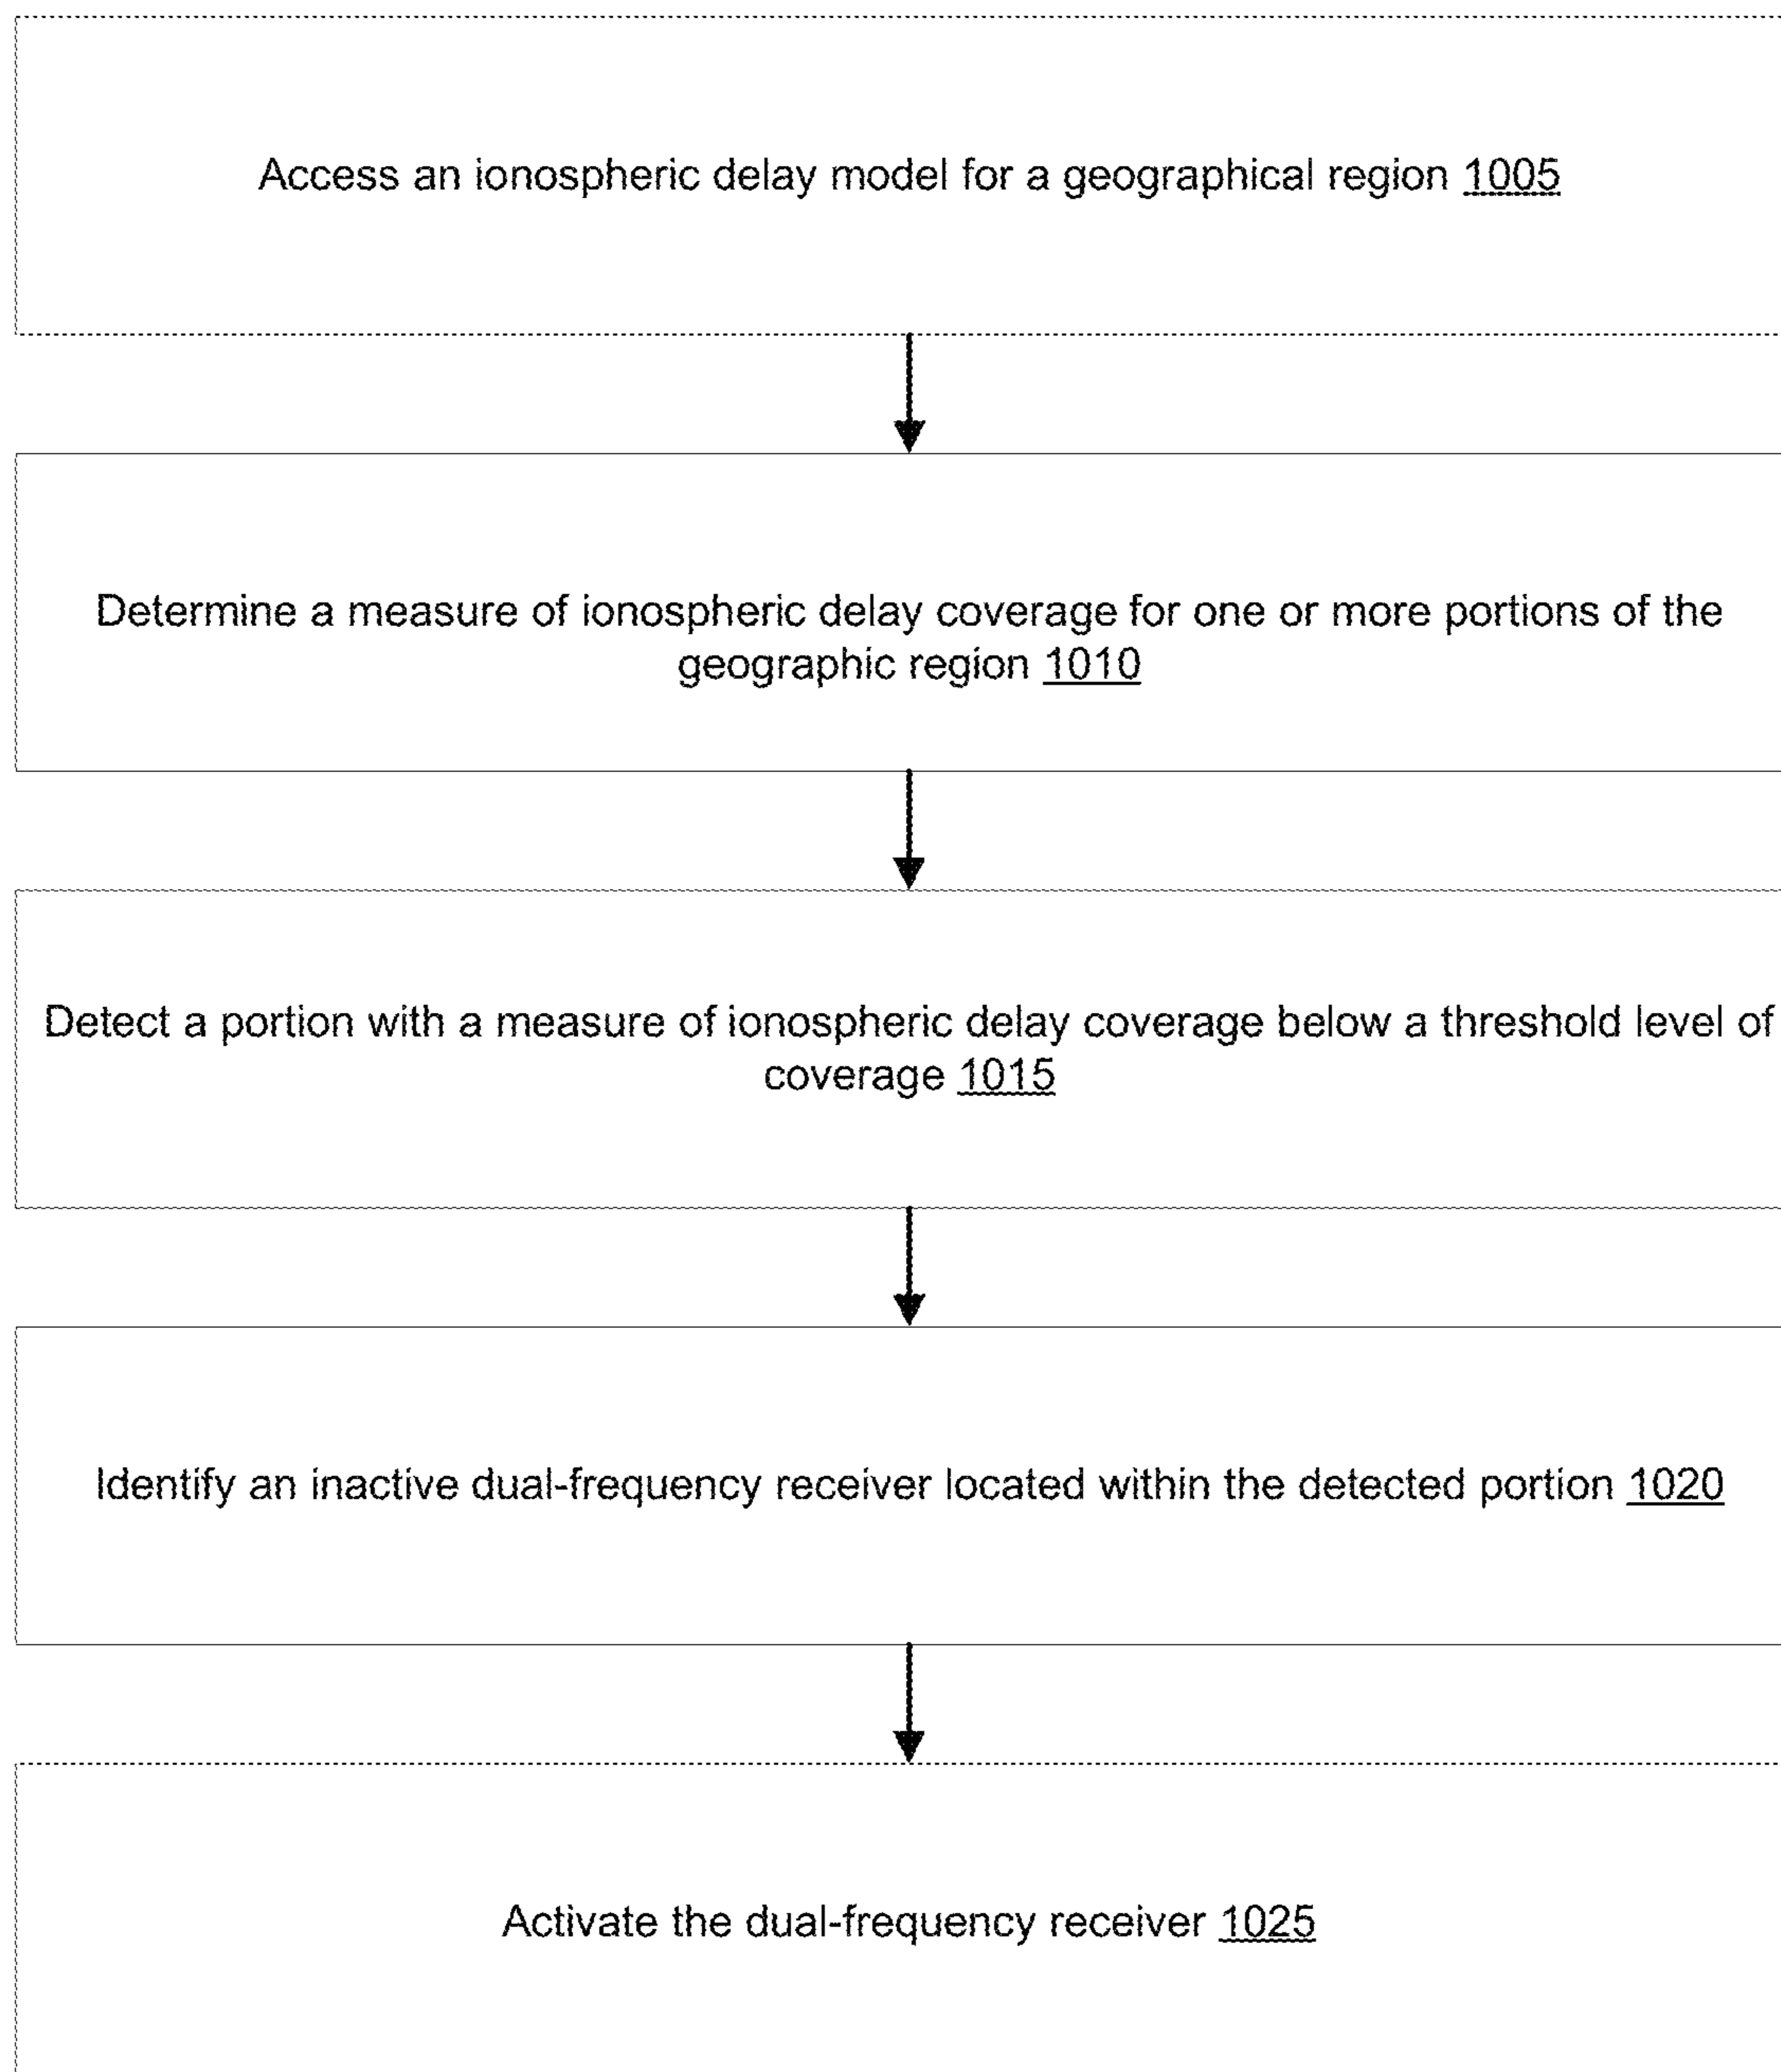 Access an ionospheric delay model for a geographical region 1005
Determine a measure of ionospheric delay coverage for one or more portions of the
geographic region 1010
Detect a portion with a measure of ionospheric delay coverage below a threshold level of
coverage 1015
Identify an inactive dual-frequency receiver located within the detected portion 1020
Activate the dual-frequency receiver 1025